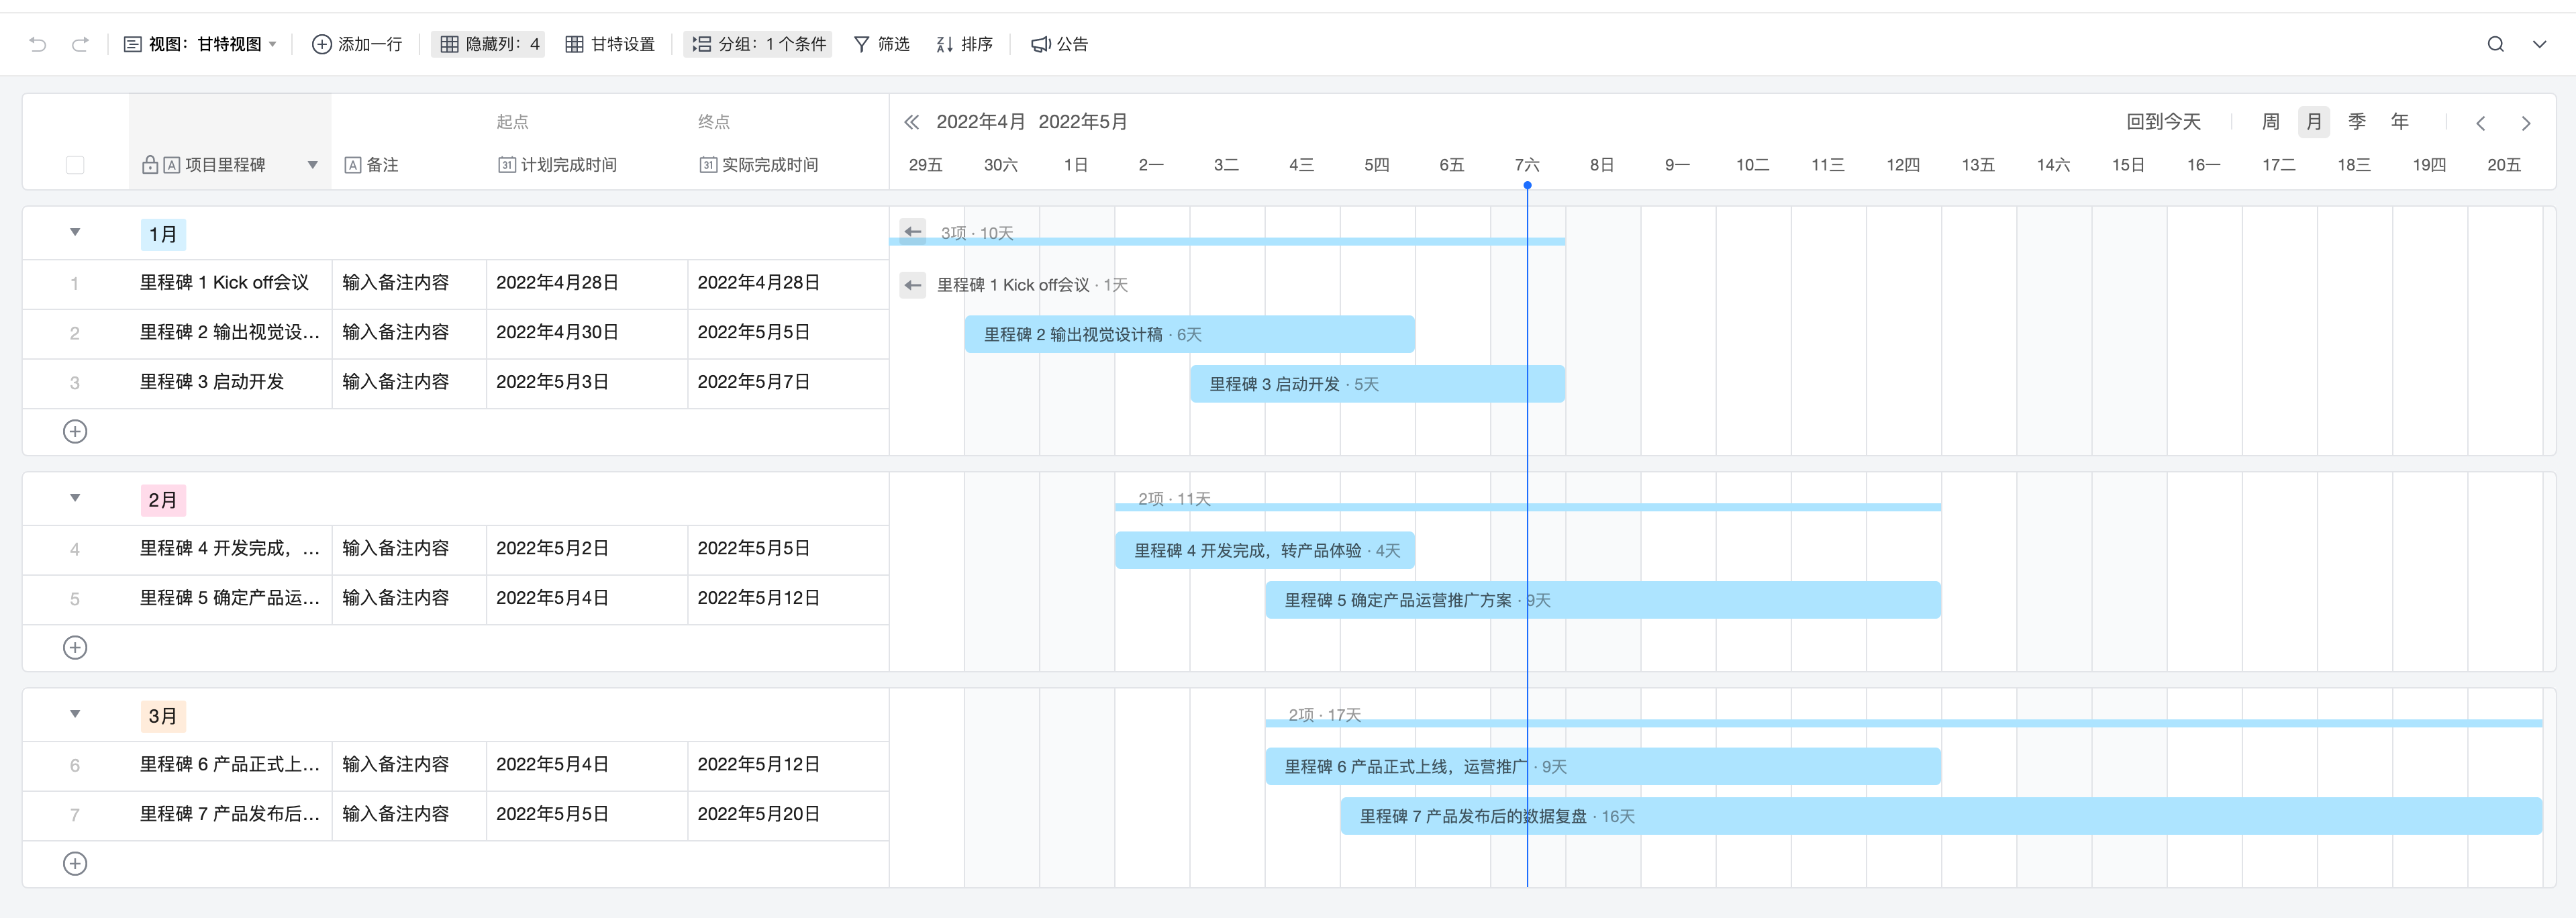 视图：甘特视图 添加一行 隐藏列：4 甘特设置 分组：1 个条件 筛选 排序 公告
起点 终点 2022年4月 2022年5月 回到今天 周 月 季 年
项目里程碑 备注 计划完成时间 实际完成时间 29五 30六 1日 2一 3二 4三 5四 6五 7六 8日 9一 10二 11三 12四 13五 14六 15日 16一 17二 18三 19四 20五
1月 3项 · 10天
1 里程碑 1 Kick off会议 输入备注内容 2022年4月28日 2022年4月28日 里程碑 1 Kick off会议 · 1天
2 里程碑 2 输出视觉设... 输入备注内容 2022年4月30日 2022年5月5日 里程碑 2 输出视觉设计稿 · 6天
3 里程碑 3 启动开发 输入备注内容 2022年5月3日 2022年5月7日 里程碑 3 启动开发 · 5天
2月 2项 · 11天
4 里程碑 4 开发完成，... 输入备注内容 2022年5月2日 2022年5月5日 里程碑 4 开发完成，转产品体验 · 4天
5 里程碑 5 确定产品运... 输入备注内容 2022年5月4日 2022年5月12日 里程碑 5 确定产品运营推广方案 · 9天
3月 2项 · 17天
6 里程碑 6 产品正式上... 输入备注内容 2022年5月4日 2022年5月12日 里程碑 6 产品正式上线，运营推广 · 9天
7 里程碑 7 产品发布后... 输入备注内容 2022年5月5日 2022年5月20日 里程碑 7 产品发布后的数据复盘 · 16天